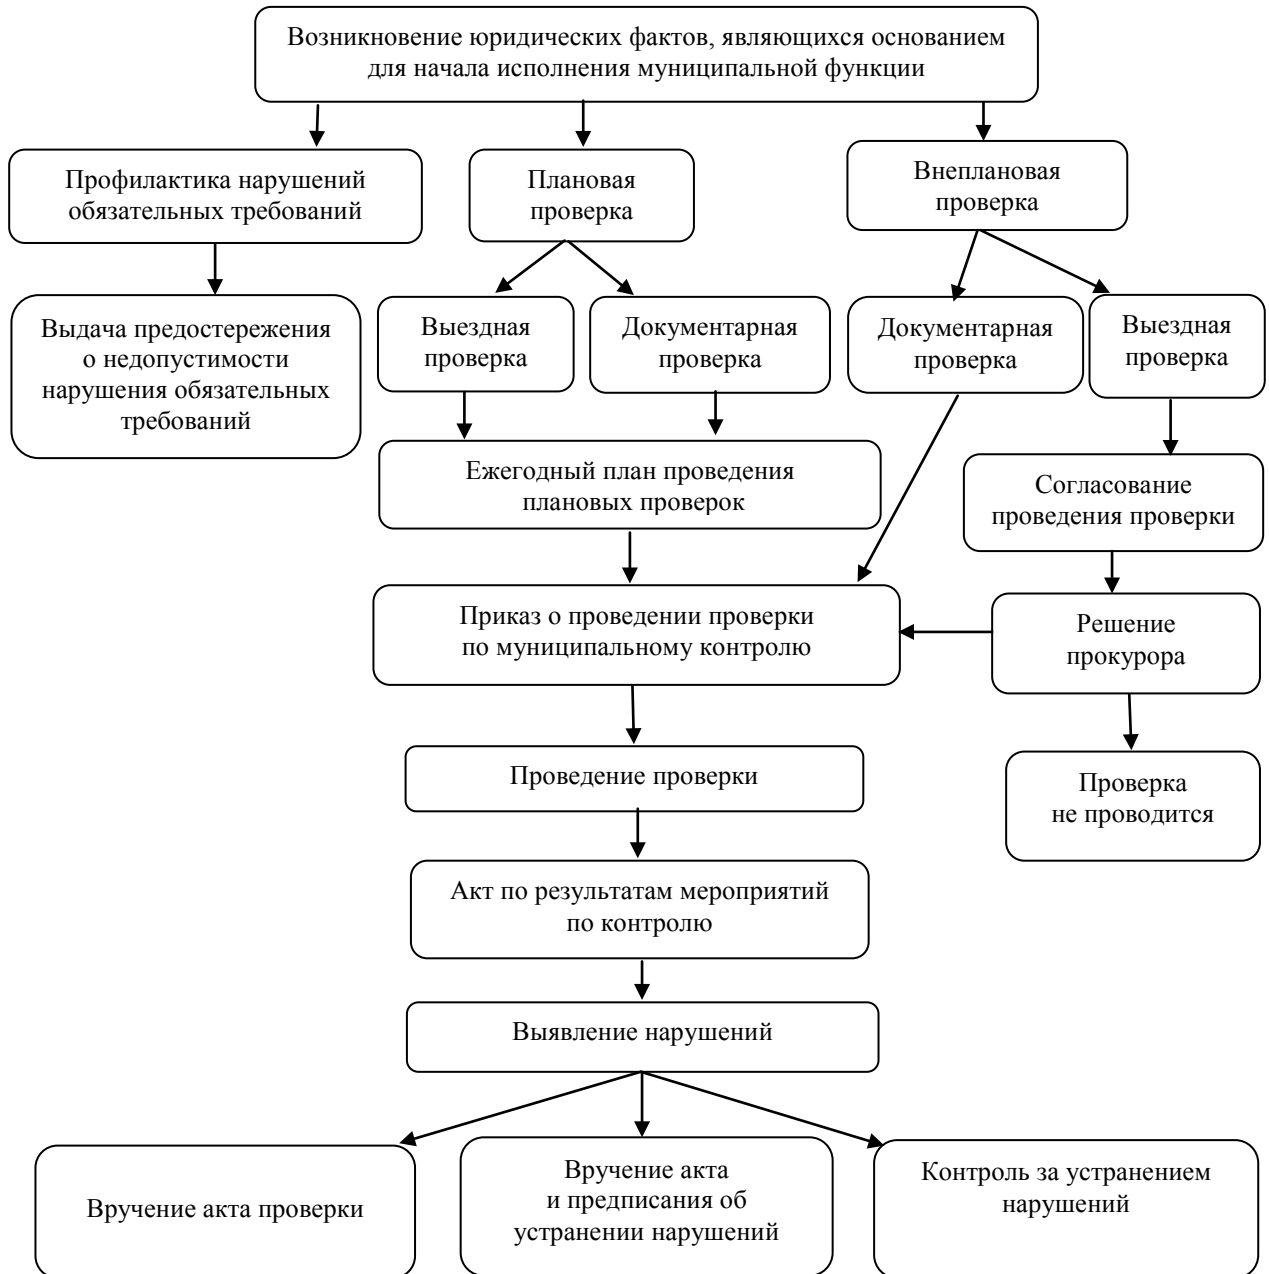 Возникновение юридических фактов, являющихся основанием
для начала исполнения муниципальной функции
Профилактика нарушений
обязательных требований
Плановая
проверка
Внеплановая
проверка
Выдача предостережения
о недопустимости
нарушения обязательных
требований
Выездная
проверка
Документарная
проверка
Документарная
проверка
Выездная
проверка
Ежегодный план проведения
плановых проверок
Согласование
проведения проверки
Приказ о проведении проверки
по муниципальному контролю
Решение
прокурора
Проведение проверки
Проверка
не проводится
Акт по результатам мероприятий
по контролю
Выявление нарушений
Вручение акта проверки
Вручение акта
и предписания об
устранении нарушений
Контроль за устранением
нарушений